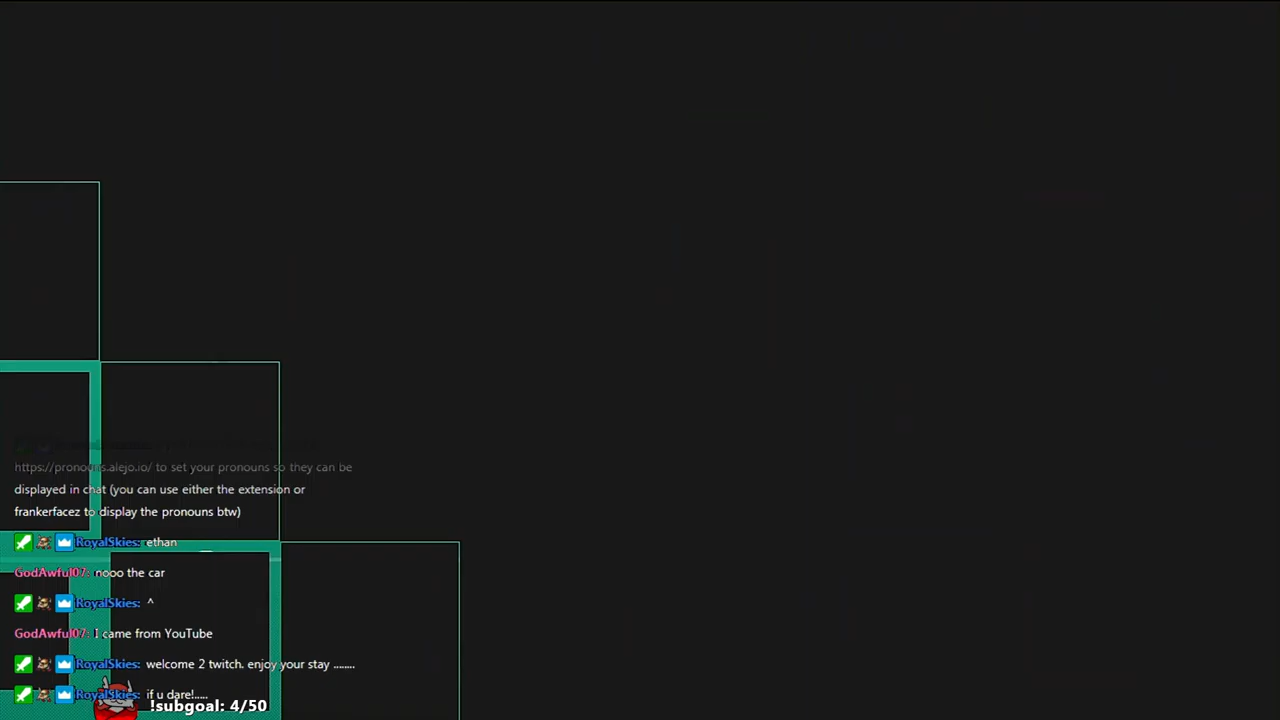 https://pronouns.alejo.io/ to set your pronouns so they can be
displayed in chat (you can use either the extension or
frankerfacez to display the pronouns btw)
RoyalSkies: ethan
GodAwful07: nooo the car
RoyalSkies: ^
GodAwful07: I came from YouTube
RoyalSkies: welcome 2 twitch. enjoy your stay ........
RoyalSkies: if u dare!.....
!subgoal: 4/50